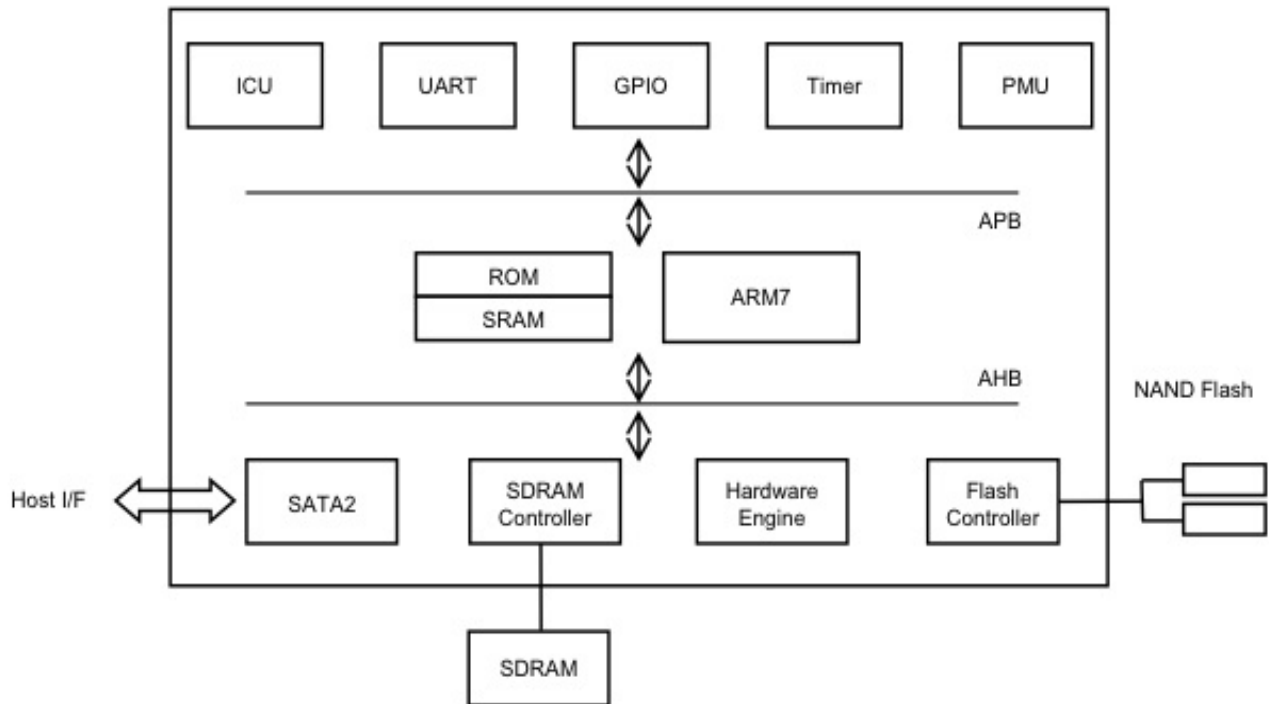 ICU
UART
GPIO
Timer
PMU
APB
ROM
SRAM
ARM7
AHB
NAND Flash
Host I/F
SATA2
SDRAM
Controller
Hardware
Engine
Flash
Controller
SDRAM